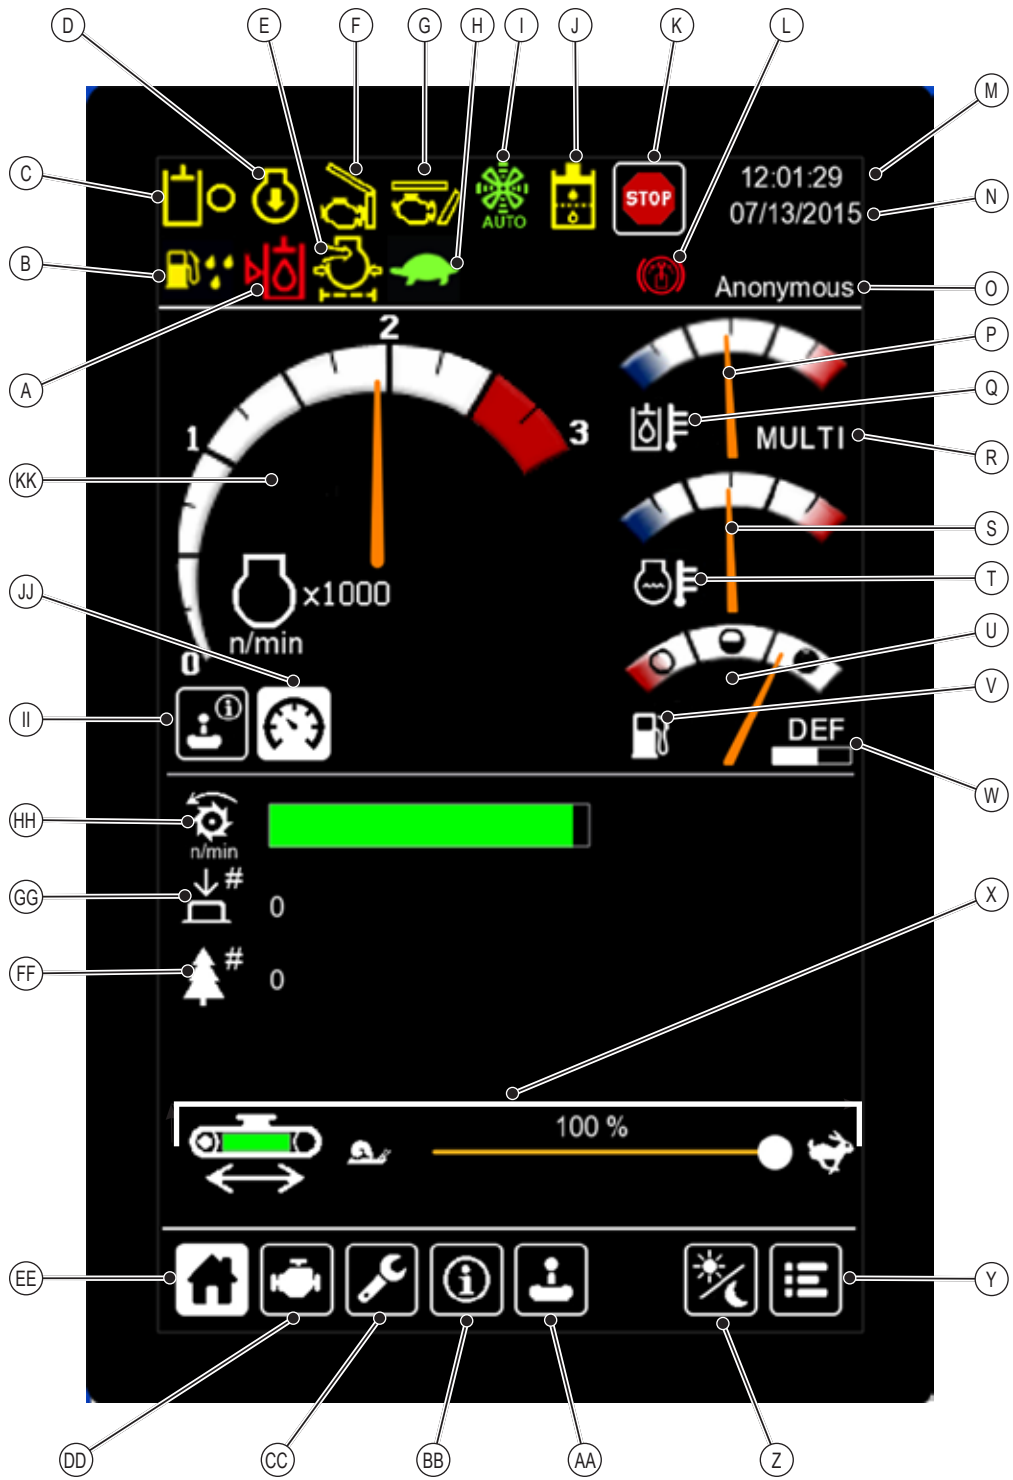 D E F G H I J K L
M
C
12:01:29
STOP
N
07/13/2015
AUTO
B
Anonymous
O
2
P
A
Q
1
3
MULTI
R
KK
S
T
JJ
x1000
n/min
U
0
V
II
DEF
W
HH
n/min
#
GG
0
X
#
FF
0
100 %
EE
Y
DD CC BB AA Z